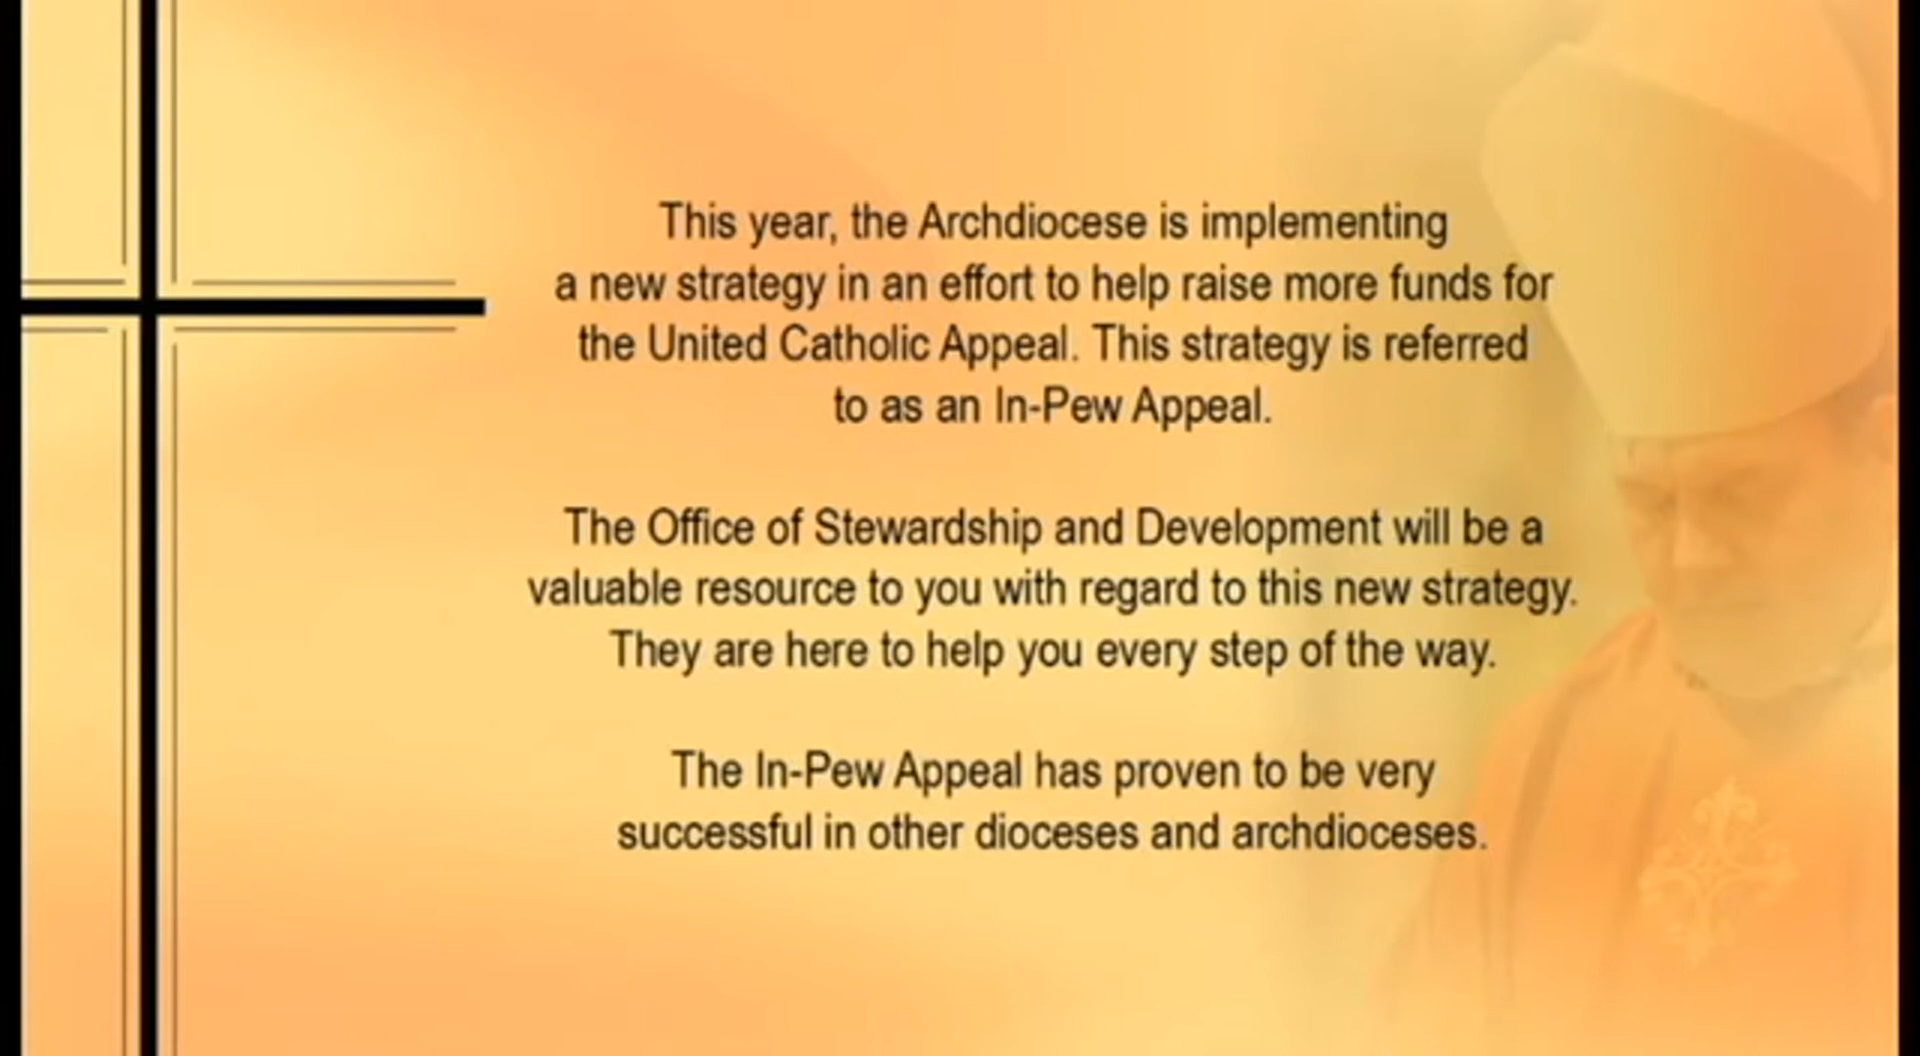 This year, the Archdiocese is implementing
a new strategy in an effort to help raise more funds for
the United Catholic Appeal. This strategy is referred
to as an In-Pew Appeal.
The Office of Stewardship and Development will be a
valuable resource to you with regard to this new strategy.
They are here to help you every step of the way.
The In-Pew Appeal has proven to be very
successful in other dioceses and archdioceses.